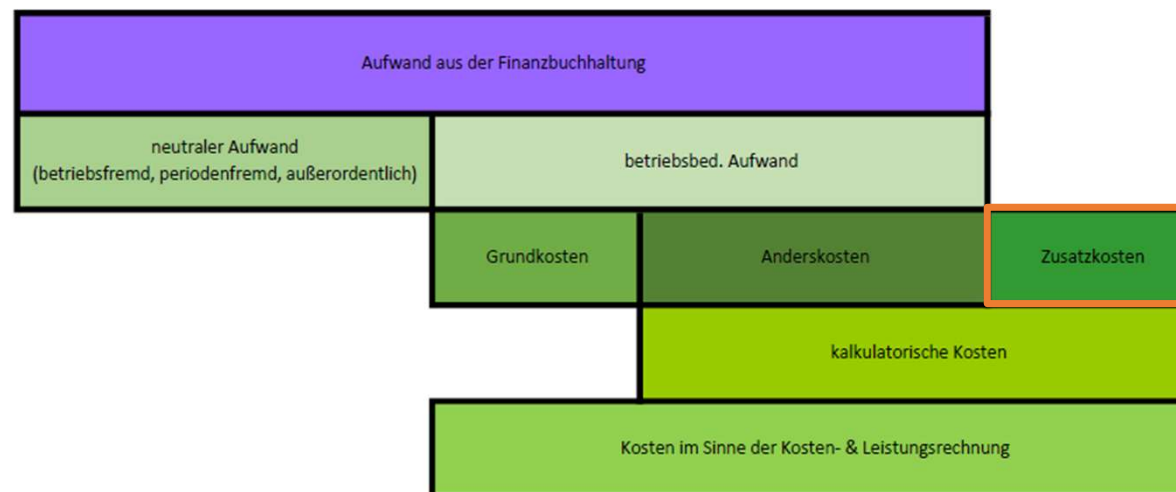 Aufwand aus der Finanzbuchhaltung
neutraler Aufwand
(betriebsfremd, periodenfremd, außerordentlich)
betriebsbed. Aufwand
Grundkosten
Anderskosten
Zusatzkosten
kalkulatorische Kosten
Kosten im Sinne der Kosten- & Leistungsrechnung